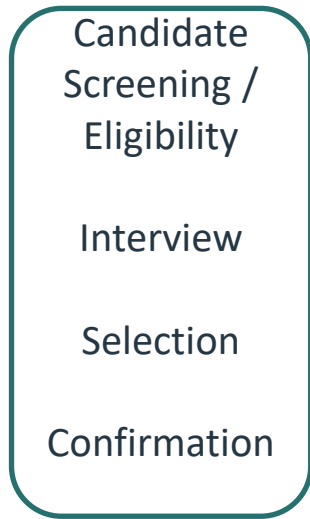 Candidate
Screening /
Eligibility
Interview
Selection
Confirmation